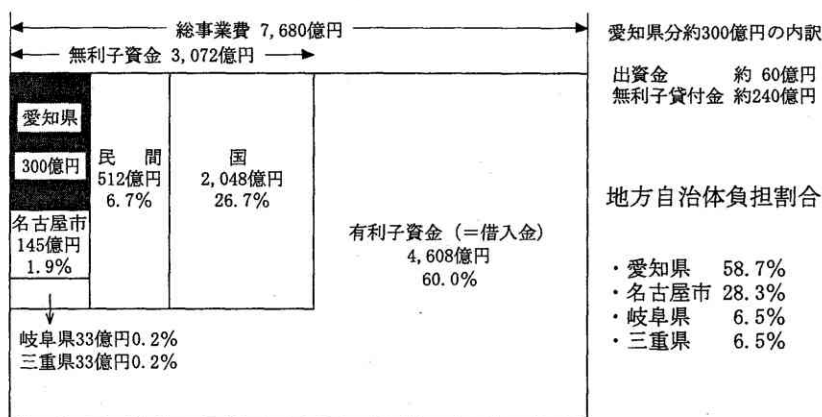 総事業費 7,680億円
無利子資金 3,072億円
愛知県
300億円
名古屋市
145億円
1.9%
民　間
512億円
6.7%
国
2,048億円
26.7%
有利子資金（＝借入金）
4,608億円
60.0%
岐阜県33億円0.2%
三重県33億円0.2%
愛知県分約300億円の内訳
出資金　　　約 60億円
無利子貸付金 約240億円
地方自治体負担割合
・愛知県　58.7%
・名古屋市 28.3%
・岐阜県　 6.5%
・三重県　 6.5%